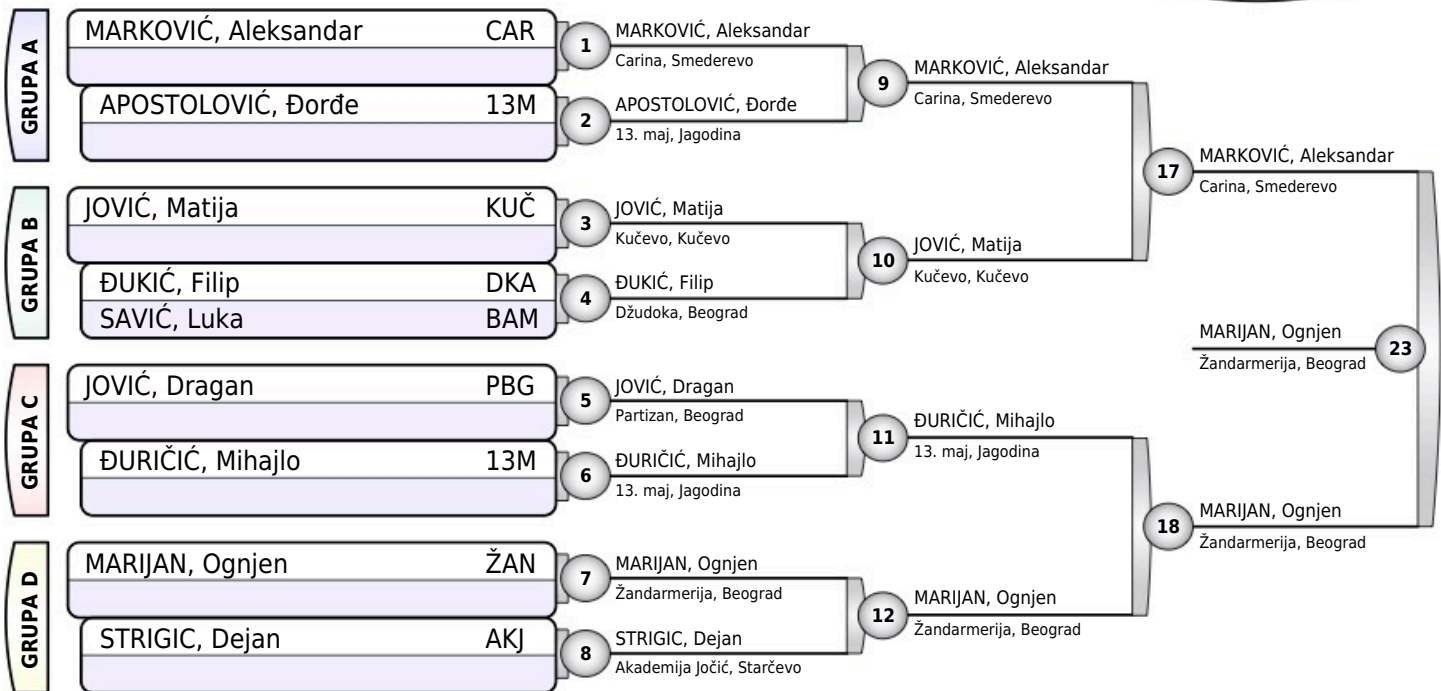 GRUPA A
MARKOVIĆ, Aleksandar CAR
APOSTOLOVIĆ, Đorđe 13M
GRUPA B
JOVIĆ, Matija KUČ
ĐUKIĆ, Filip DKA
SAVIĆ, Luka BAM
GRUPA C
JOVIĆ, Dragan PBG
ĐURIČIĆ, Mihajlo 13M
GRUPA D
MARIJAN, Ognjen ŽAN
STRIGIC, Dejan AKJ
1
MARKOVIĆ, Aleksandar
Carina, Smederevo
2
APOSTOLOVIĆ, Đorđe
13. maj, Jagodina
3
JOVIĆ, Matija
Kučevo, Kučevo
4
ĐUKIĆ, Filip
Džudoka, Beograd
5
JOVIĆ, Dragan
Partizan, Beograd
6
ĐURIČIĆ, Mihajlo
13. maj, Jagodina
7
MARIJAN, Ognjen
Žandarmerija, Beograd
8
STRIGIC, Dejan
Akademija Jočić, Starčevo
9
MARKOVIĆ, Aleksandar
Carina, Smederevo
10
JOVIĆ, Matija
Kučevo, Kučevo
11
ĐURIČIĆ, Mihajlo
13. maj, Jagodina
12
MARIJAN, Ognjen
Žandarmerija, Beograd
17
MARKOVIĆ, Aleksandar
Carina, Smederevo
18
MARIJAN, Ognjen
Žandarmerija, Beograd
MARIJAN, Ognjen
Žandarmerija, Beograd
23